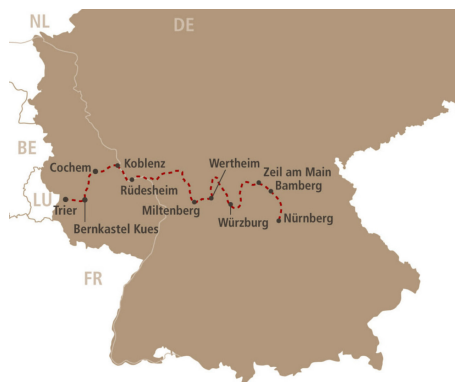 NL
DE
BE
Koblenz
Cochem
Wertheim
Zeil am Main
Rüdesheim
Bamberg
LU
Trier
Miltenberg
Würzburg
Nürnberg
Bernkastel Kues
FR